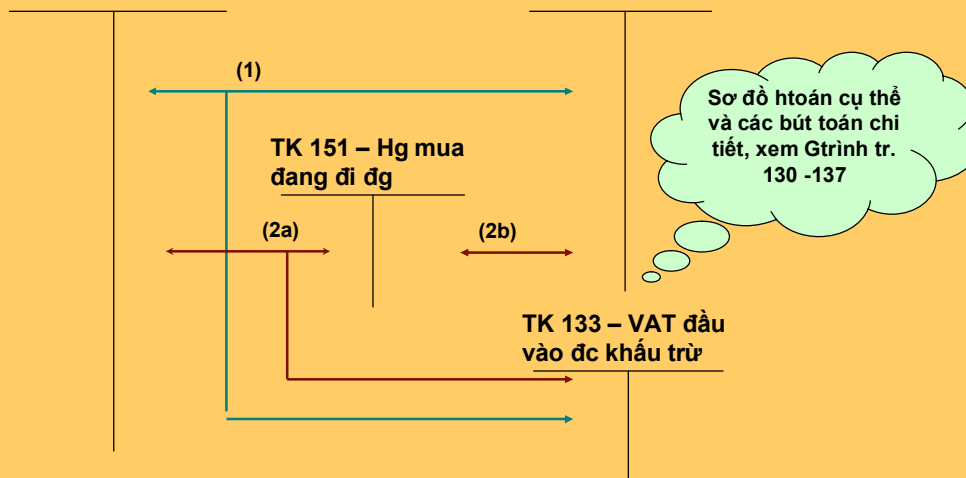 (1)
Sơ đồ htoán cụ thể
và các bút toán chi
tiết, xem Gtrình tr.
130 -137
TK 151 – Hg mua
đang đi đg
(2a)
(2b)
TK 133 – VAT đầu
vào đc khấu trừ